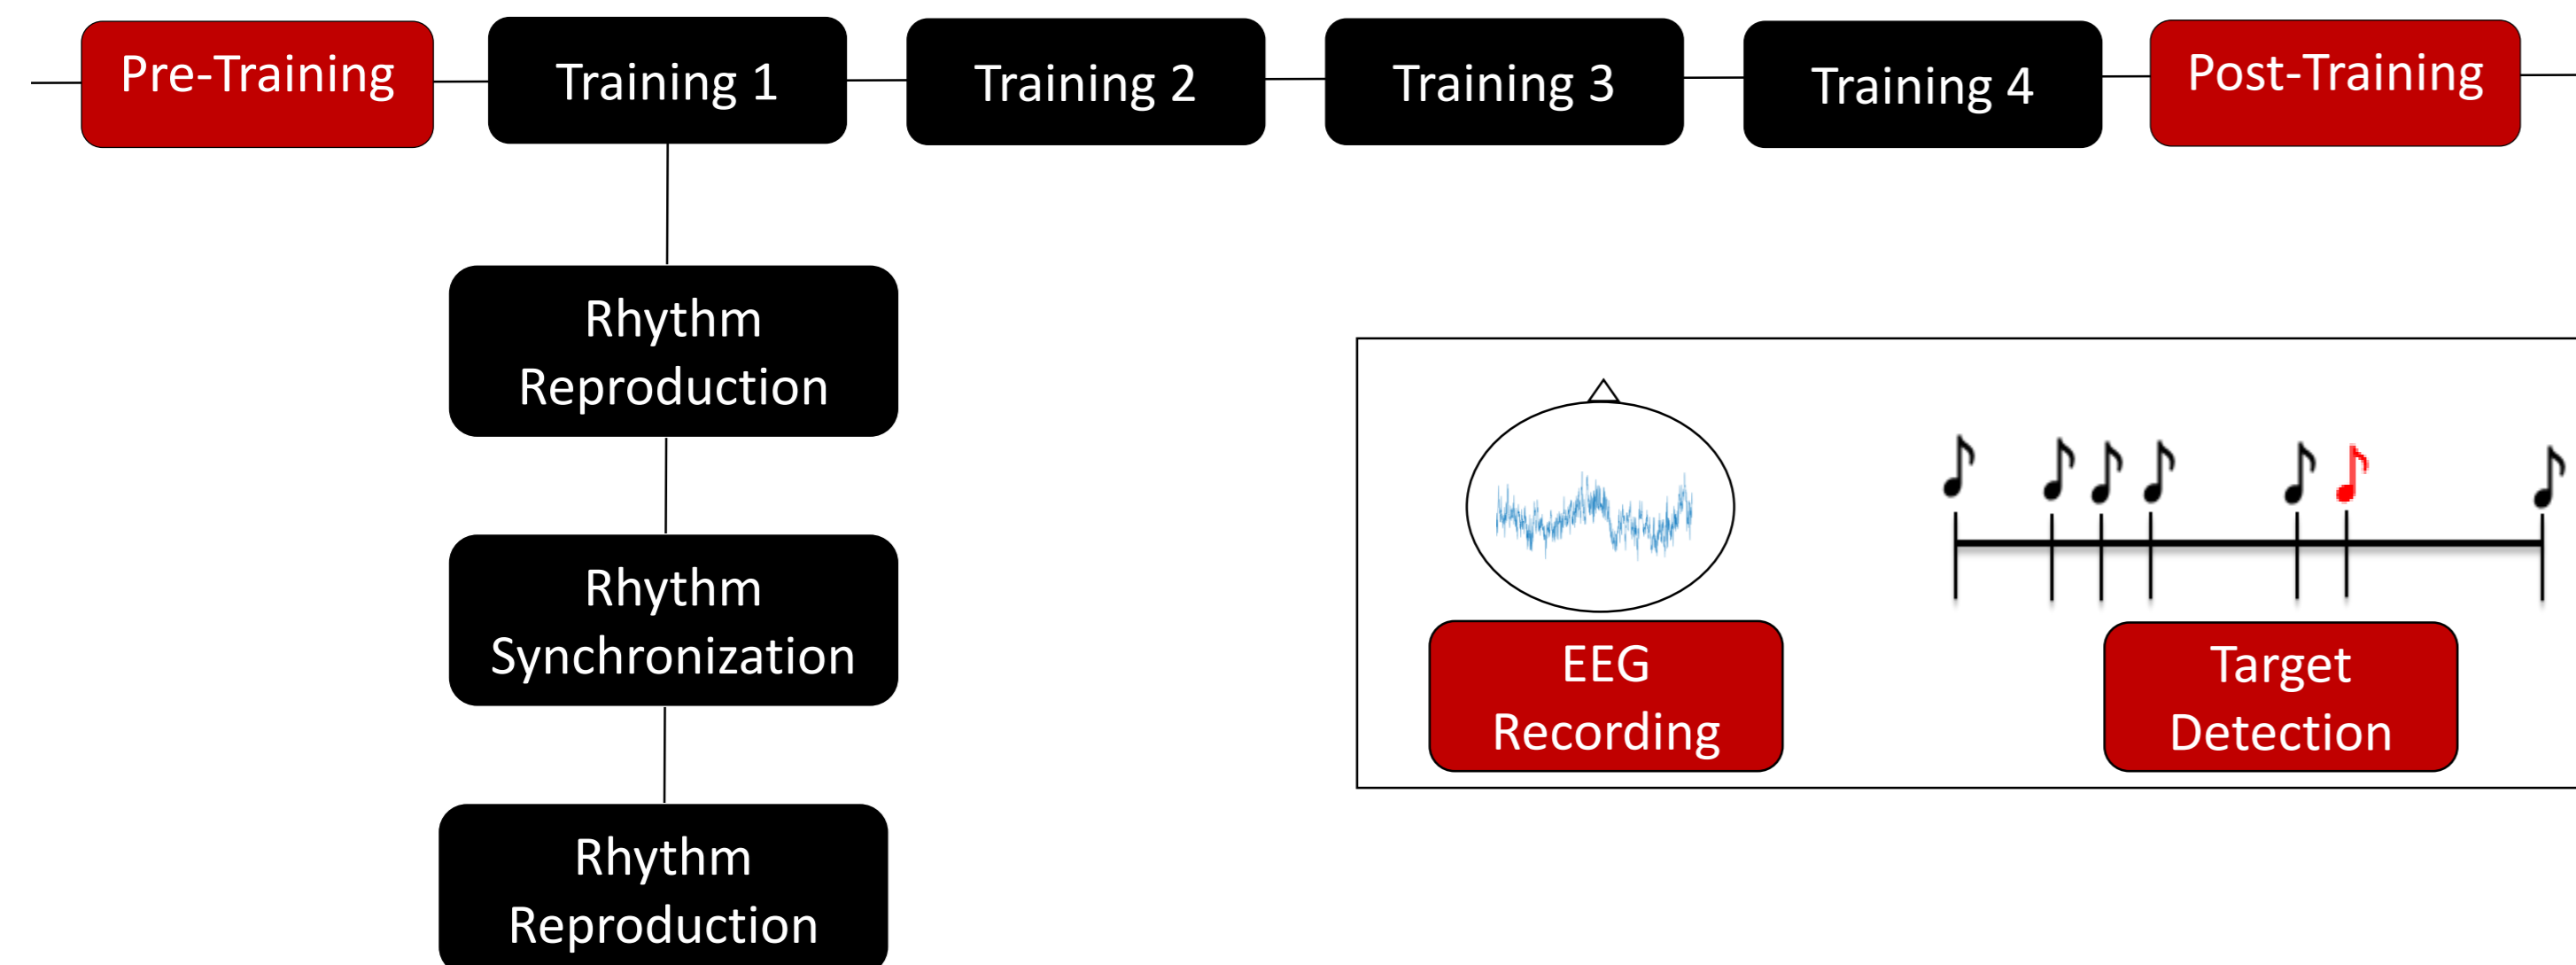 Pre-Training
Training 1
Training 2
Training 3
Training 4
Post-Training
Rhythm
Reproduction
Rhythm
Synchronization
Rhythm
Reproduction
EEG
Recording
Target
Detection